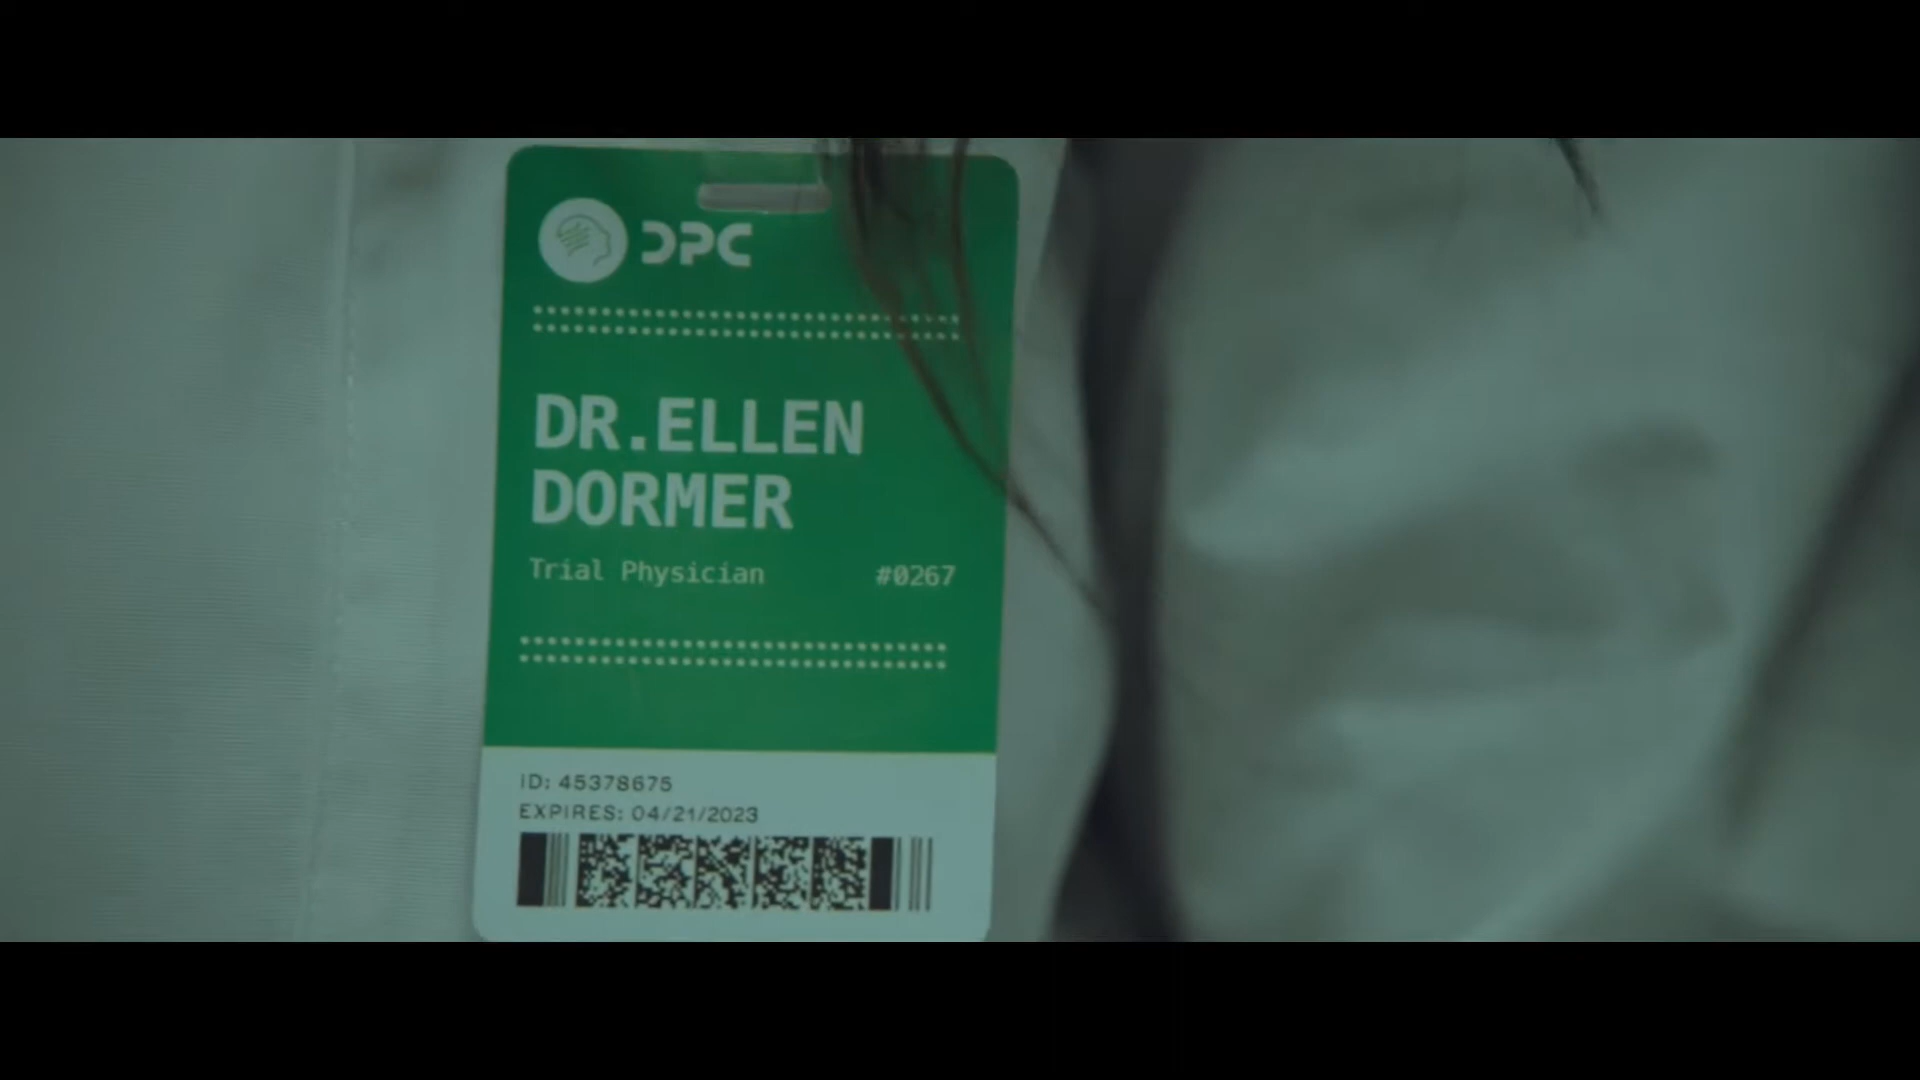 DPC
DR.ELLEN
DORMER
Trial Physician #0267
ID: 45378675
EXPIRES: 04/21/2023